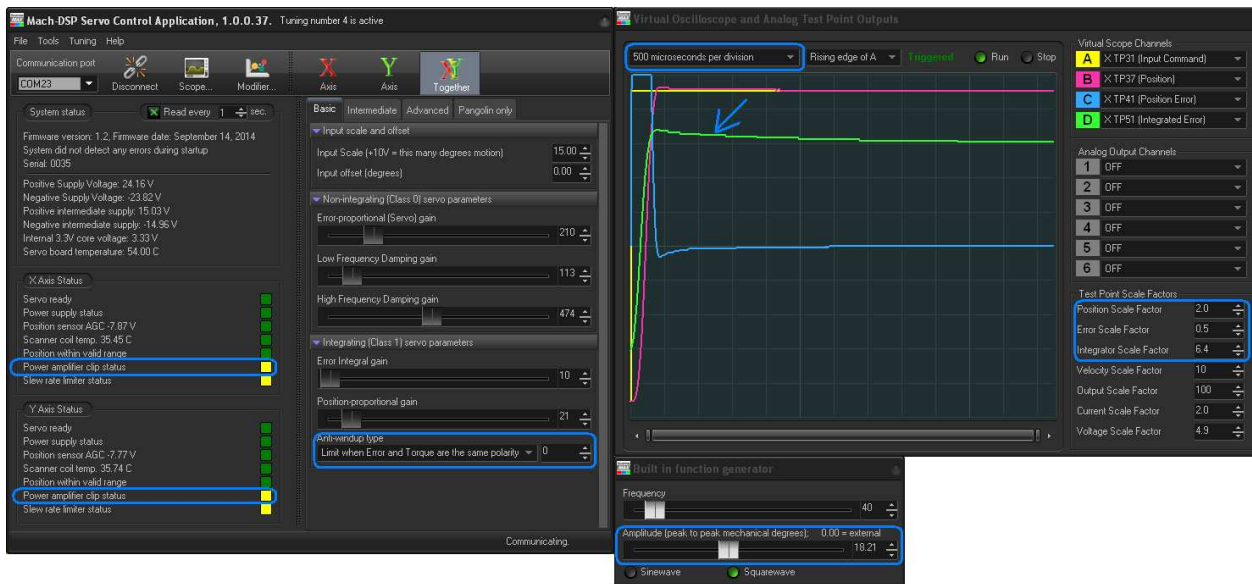 Mach-DSP Servo Control Application, 1.0.0.37. Tuning number 4 is active
File Tools Tuning Help
Communication port
COM23
Disconnect
Scope...
Modifier...
X
Axis
Y
Axis
XY
Together
System status
Read every 1 sec.
Firmware version: 1.2, Firmware date: September 14, 2014
System did not detect any errors during startup
Serial: 0035
Positive Supply Voltage: 24.16 V
Negative Supply Voltage: -23.82 V
Positive intermediate supply: 15.03 V
Negative intermediate supply: -14.96 V
Internal 3.3V core voltage: 3.33 V
Servo board temperature: 54.00 C
X Axis Status
Servo ready
Power supply status
Position sensor AGC -7.87 V
Scanner coil temp. 35.45 C
Position within valid range
Power amplifier clip status
Slew rate limiter status
Y Axis Status
Servo ready
Power supply status
Position sensor AGC -7.77 V
Scanner coil temp. 35.74 C
Position within valid range
Power amplifier clip status
Slew rate limiter status
Basic Intermediate Advanced Pangolin only
Input scale and offset
Input Scale (+10V = this many degrees motion) 15.00
Input offset (degrees) 0.00
Non-integrating (Class 0) servo parameters
Error-proportional (Servo) gain
210
Low Frequency Damping gain
113
High Frequency Damping gain
474
Integrating (Class 1) servo parameters
Error Integral gain
10
Position-proportional gain
21
Anti-windup type
Limit when Error and Torque are the same polarity 0
Communicating.
Virtual Oscilloscope and Analog Test Point Outputs
500 microseconds per division
Rising edge of A
Triggered
Run
Stop
Virtual Scope Channels
A X TP31 (Input Command)
B X TP37 (Position)
C X TP41 (Position Error)
D X TP51 (Integrated Error)
Analog Output Channels
1 OFF
2 OFF
3 OFF
4 OFF
5 OFF
6 OFF
Test Point Scale Factors
Position Scale Factor 2.0
Error Scale Factor 0.5
Integrator Scale Factor 6.4
Velocity Scale Factor 10
Output Scale Factor 100
Current Scale Factor 2.0
Voltage Scale Factor 4.9
Built in function generator
Frequency
40
Amplitude (peak to peak mechanical degrees); 0.00 = external
18.21
Sinewave
Squarewave